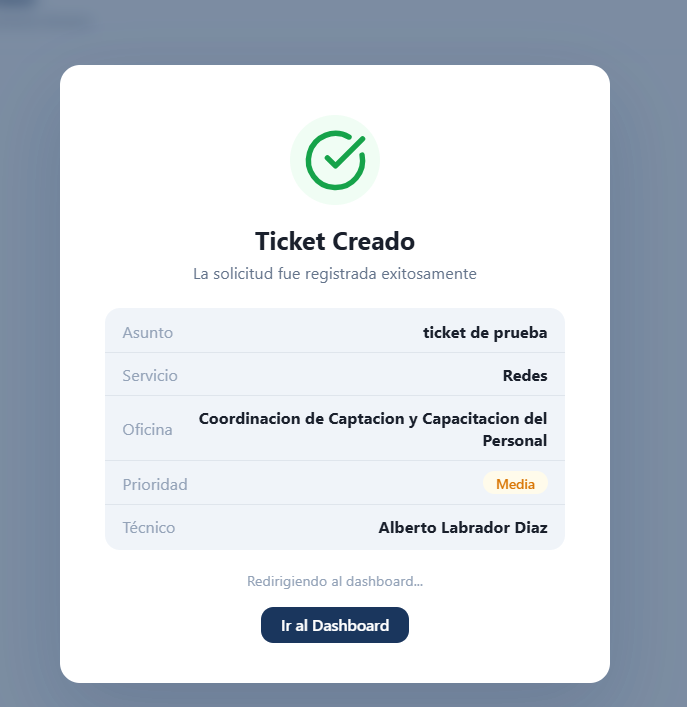 Ticket Creado
La solicitud fue registrada exitosamente
Asunto ticket de prueba
Servicio Redes
Oficina Coordinacion de Captacion y Capacitacion del
Personal
Prioridad Media
Técnico Alberto Labrador Diaz
Redirigiendo al dashboard...
Ir al Dashboard